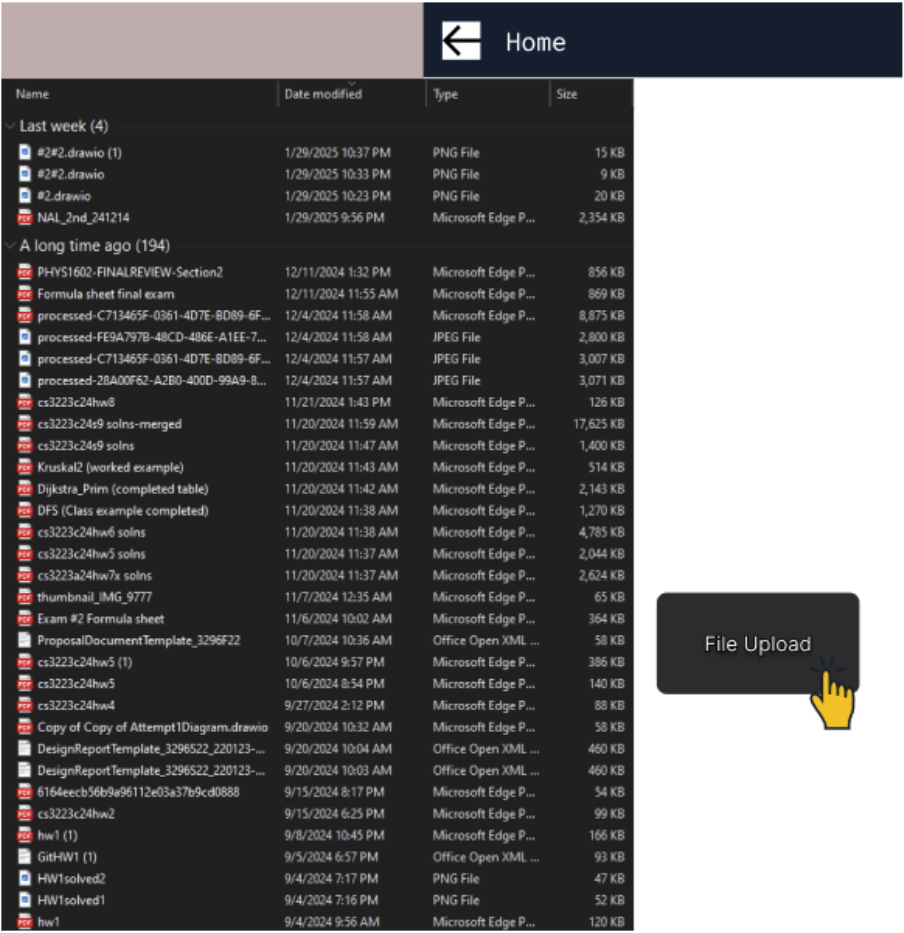 Home
Name Date modified Type Size
Last week (4)
#2#2.drawio (1) 1/29/2025 10:37 PM PNG File 15 KB
#2#2.drawio 1/29/2025 10:33 PM PNG File 9 KB
#2.drawio 1/29/2025 10:23 PM PNG File 20 KB
NAL_2nd_241214 1/29/2025 9:56 PM Microsoft Edge P... 2,354 KB
A long time ago (194)
PHYS1602-FINALREVIEW-Section2 12/11/2024 1:32 PM Microsoft Edge P... 856 KB
Formula sheet final exam 12/11/2024 11:55 AM Microsoft Edge P... 869 KB
processed-C713465F-0361-4D7E-BD89-6F... 12/4/2024 11:58 AM Microsoft Edge P... 8,875 KB
processed-FE9A797B-48CD-486E-A1EE-7... 12/4/2024 11:58 AM JPEG File 2,800 KB
processed-C713465F-0361-4D7E-BD89-6F... 12/4/2024 11:57 AM JPEG File 3,007 KB
processed-28A00F62-A2B0-400D-99A9-8... 12/4/2024 11:57 AM JPEG File 3,071 KB
cs3223c24hw8 11/21/2024 1:43 PM Microsoft Edge P... 126 KB
cs3223c24s9 solns-merged 11/20/2024 11:59 AM Microsoft Edge P... 17,625 KB
cs3223c24s9 solns 11/20/2024 11:47 AM Microsoft Edge P... 1,400 KB
Kruskal2 (worked example) 11/20/2024 11:43 AM Microsoft Edge P... 514 KB
Dijkstra_Prim (completed table) 11/20/2024 11:42 AM Microsoft Edge P... 2,143 KB
DFS (Class example completed) 11/20/2024 11:38 AM Microsoft Edge P... 1,270 KB
cs3223c24hw6 solns 11/20/2024 11:38 AM Microsoft Edge P... 4,785 KB
cs3223c24hw5 solns 11/20/2024 11:37 AM Microsoft Edge P... 2,044 KB
cs3223a24hw7x solns 11/20/2024 11:37 AM Microsoft Edge P... 2,624 KB
thumbnail_IMG_9777 11/7/2024 12:35 AM Microsoft Edge P... 65 KB
Exam #2 Formula sheet 11/6/2024 10:02 AM Microsoft Edge P... 364 KB
ProposalDocumentTemplate_3296F22 10/7/2024 10:36 AM Office Open XML ... 58 KB
File Upload
cs3223c24hw5 (1) 10/6/2024 9:57 PM Microsoft Edge P... 386 KB
cs3223c24hw5 10/6/2024 8:54 PM Microsoft Edge P... 140 KB
cs3223c24hw4 9/27/2024 2:12 PM Microsoft Edge P... 88 KB
Copy of Copy of Attempt1Diagram.drawio 9/20/2024 10:32 AM Microsoft Edge P... 58 KB
DesignReportTemplate_3296522_220123-... 9/20/2024 10:04 AM Office Open XML ... 460 KB
DesignReportTemplate_3296522_220123-... 9/20/2024 10:03 AM Office Open XML ... 460 KB
6164eecb56b9a96112e03a37b9cd0888 9/15/2024 8:17 PM Microsoft Edge P... 54 KB
cs3223c24hw2 9/15/2024 6:25 PM Microsoft Edge P... 99 KB
hw1 (1) 9/8/2024 10:45 PM Microsoft Edge P... 166 KB
GitHW1 (1) 9/5/2024 6:57 PM Office Open XML ... 93 KB
HW1solved2 9/4/2024 7:17 PM PNG File 47 KB
HW1solved1 9/4/2024 7:16 PM PNG File 52 KB
hw1 9/4/2024 9:56 AM Microsoft Edge P... 120 KB